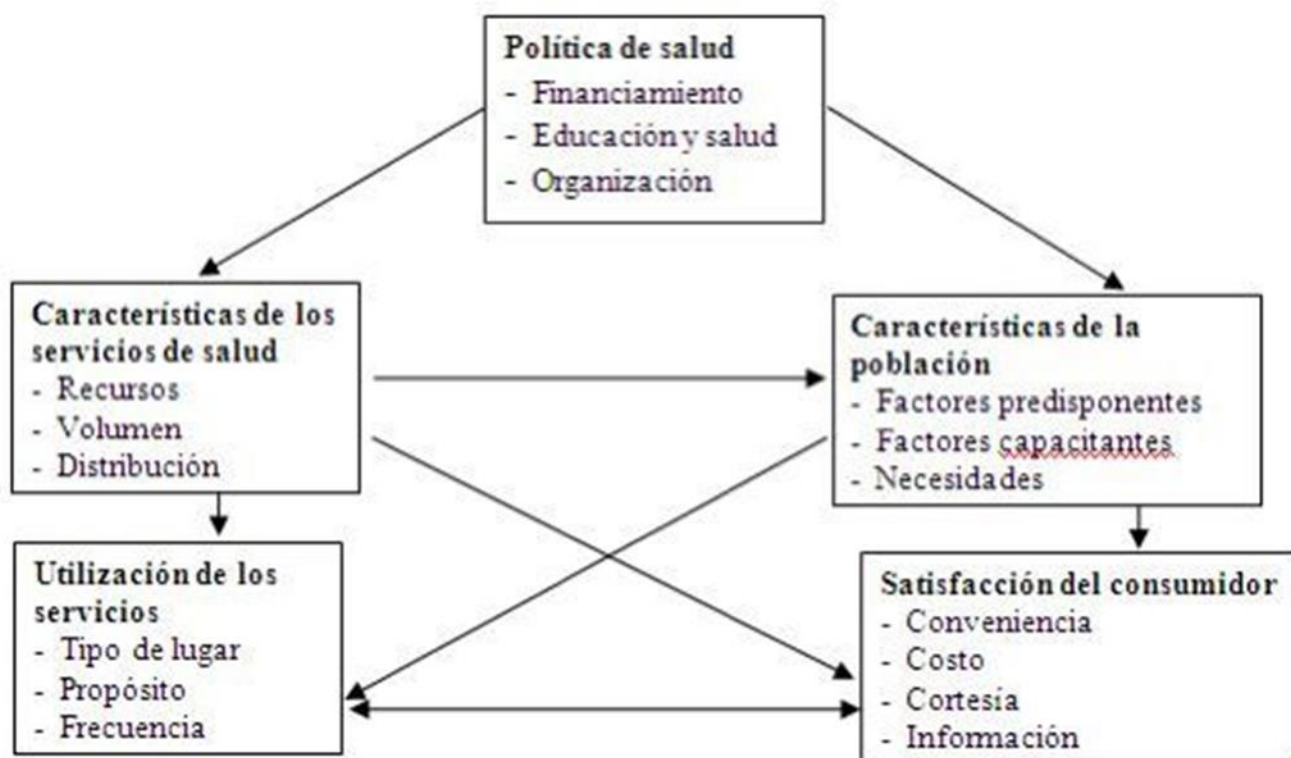 Política de salud
- Financiamiento
- Educación y salud
- Organización
Características de los
servicios de salud
- Recursos
- Volumen
- Distribución
Características de la
población
- Factores predisponentes
- Factores capacitantes
- Necesidades
Utilización de los
servicios
- Tipo de lugar
- Propósito
- Frecuencia
Satisfacción del consumidor
- Conveniencia
- Costo
- Cortesía
- Información